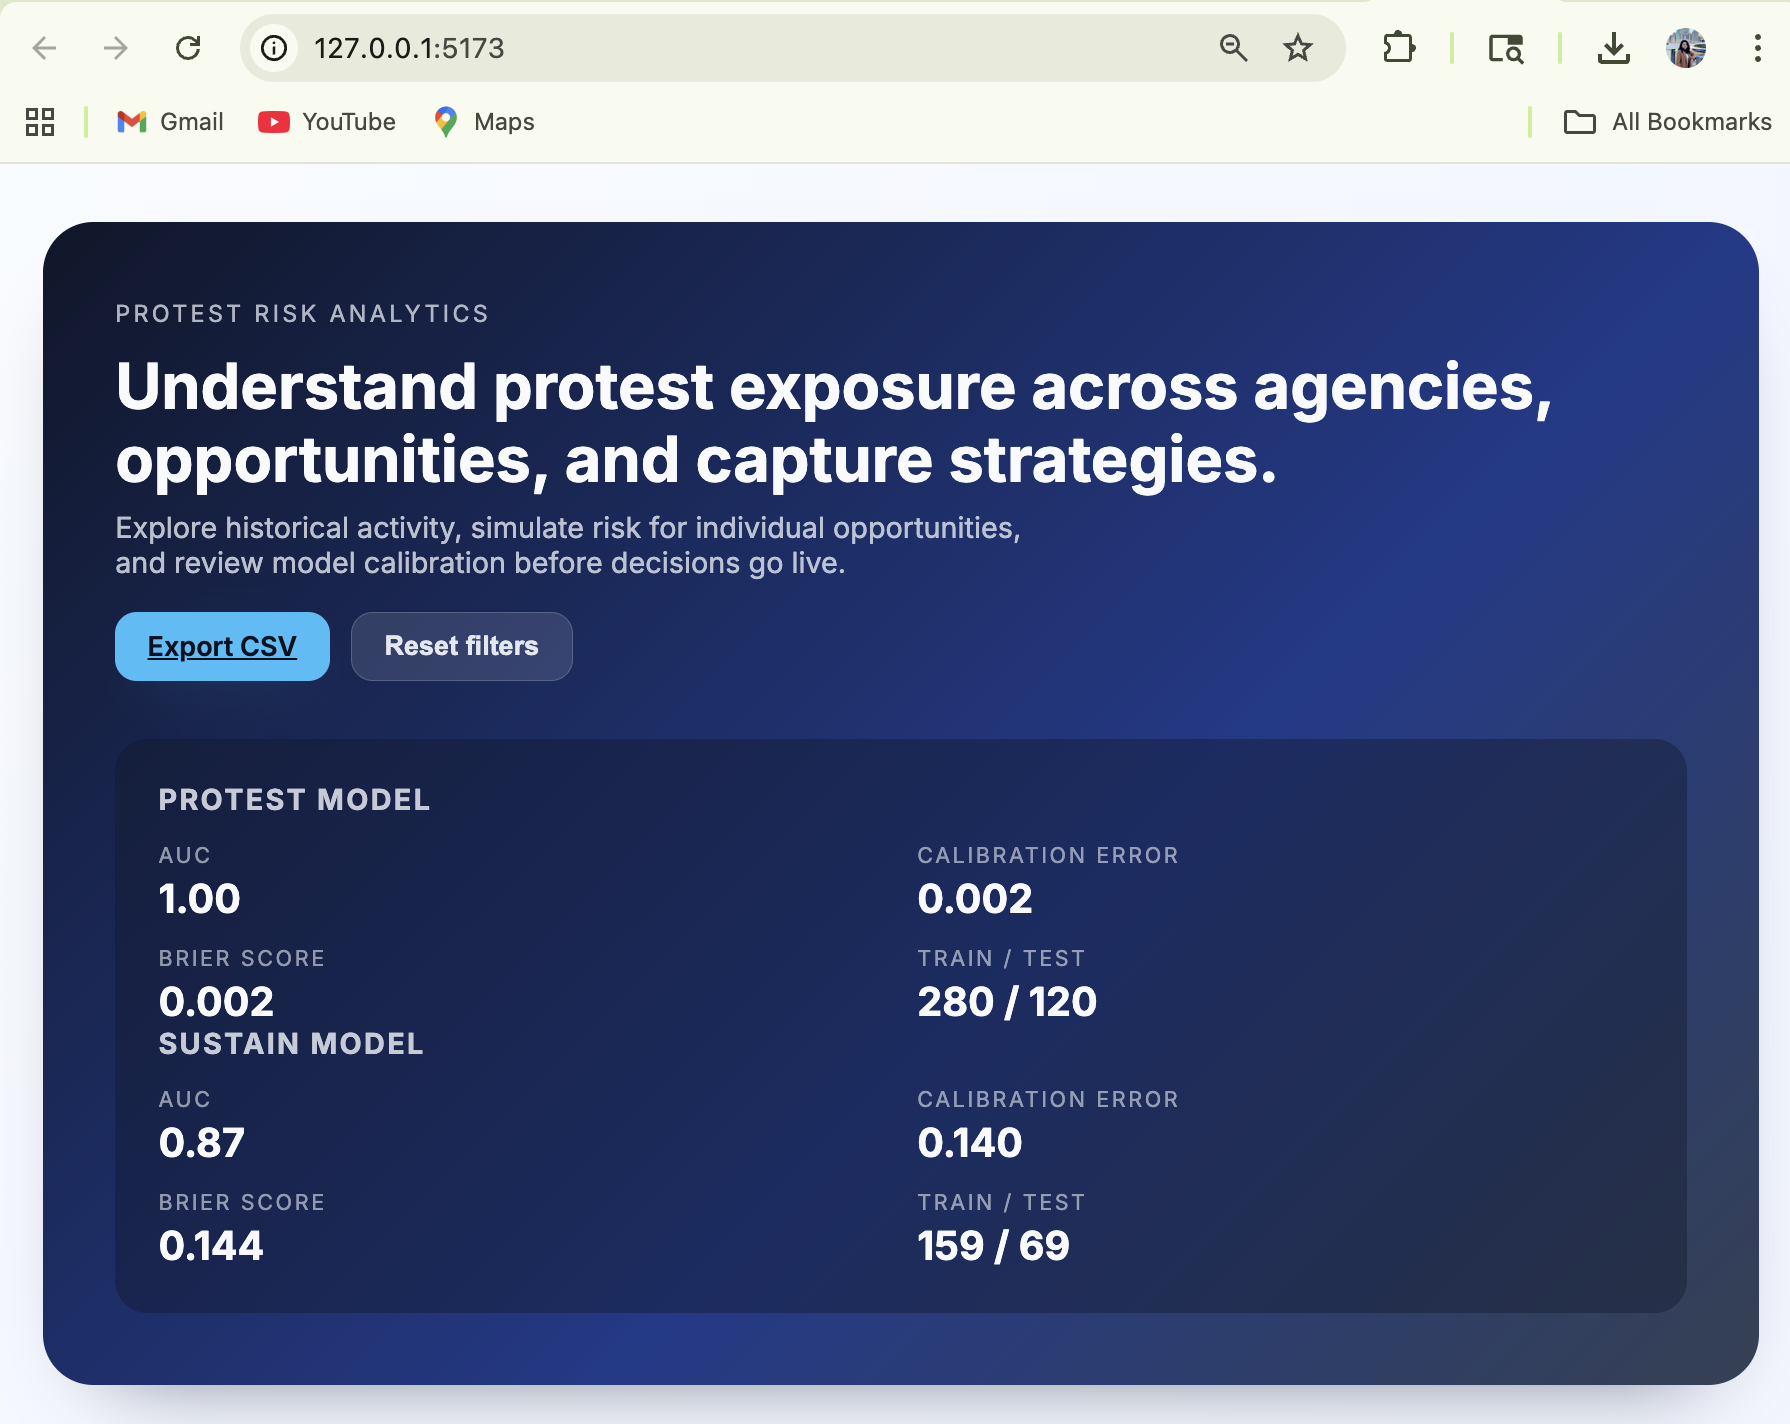 127.0.0.1:5173
Gmail
YouTube
Maps
All Bookmarks
PROTEST RISK ANALYTICS
Understand protest exposure across agencies,
opportunities, and capture strategies.
Explore historical activity, simulate risk for individual opportunities,
and review model calibration before decisions go live.
Export CSV
Reset filters
PROTEST MODEL
AUC
1.00
CALIBRATION ERROR
0.002
BRIER SCORE
0.002
TRAIN / TEST
280 / 120
SUSTAIN MODEL
AUC
0.87
CALIBRATION ERROR
0.140
BRIER SCORE
0.144
TRAIN / TEST
159 / 69